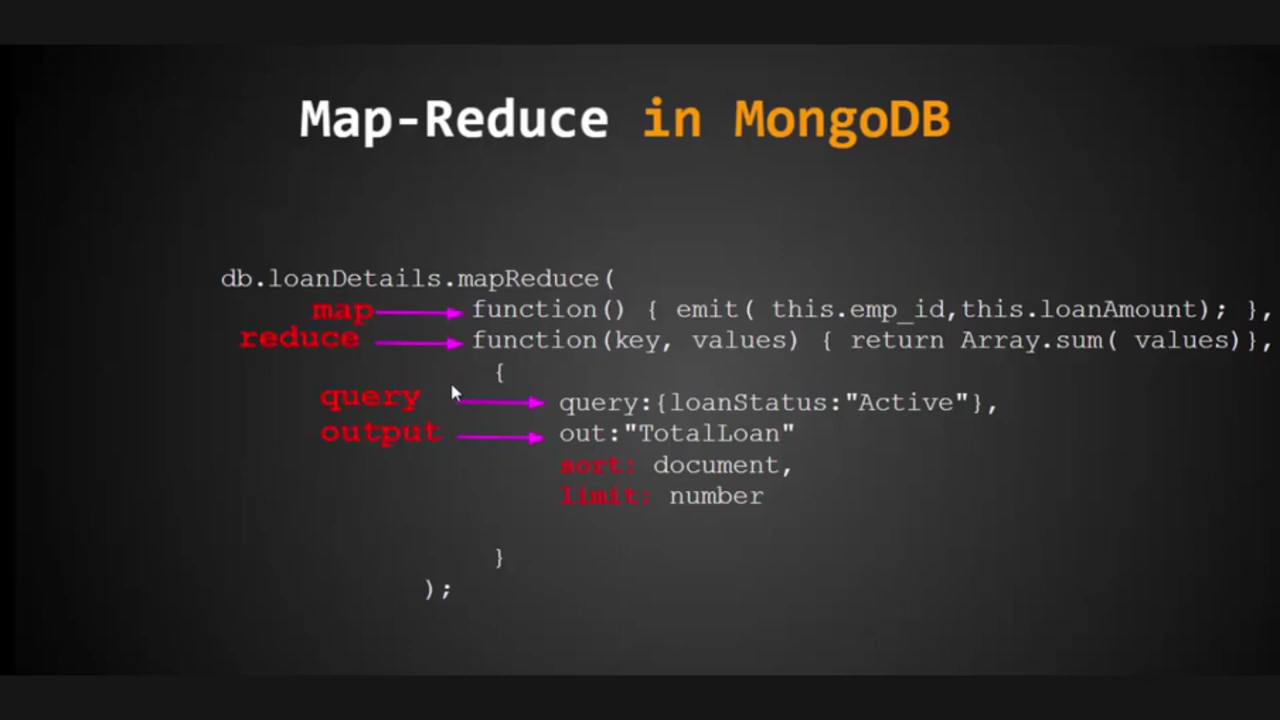 Map-Reduce in MongoDB
db.loanDetails.mapReduce(
map function() { emit( this.emp_id,this.loanAmount); },
reduce function(key, values) { return Array.sum( values)},
{
query query:{loanStatus:"Active"},
output out:"TotalLoan"
sort: document,
limit: number
}
);